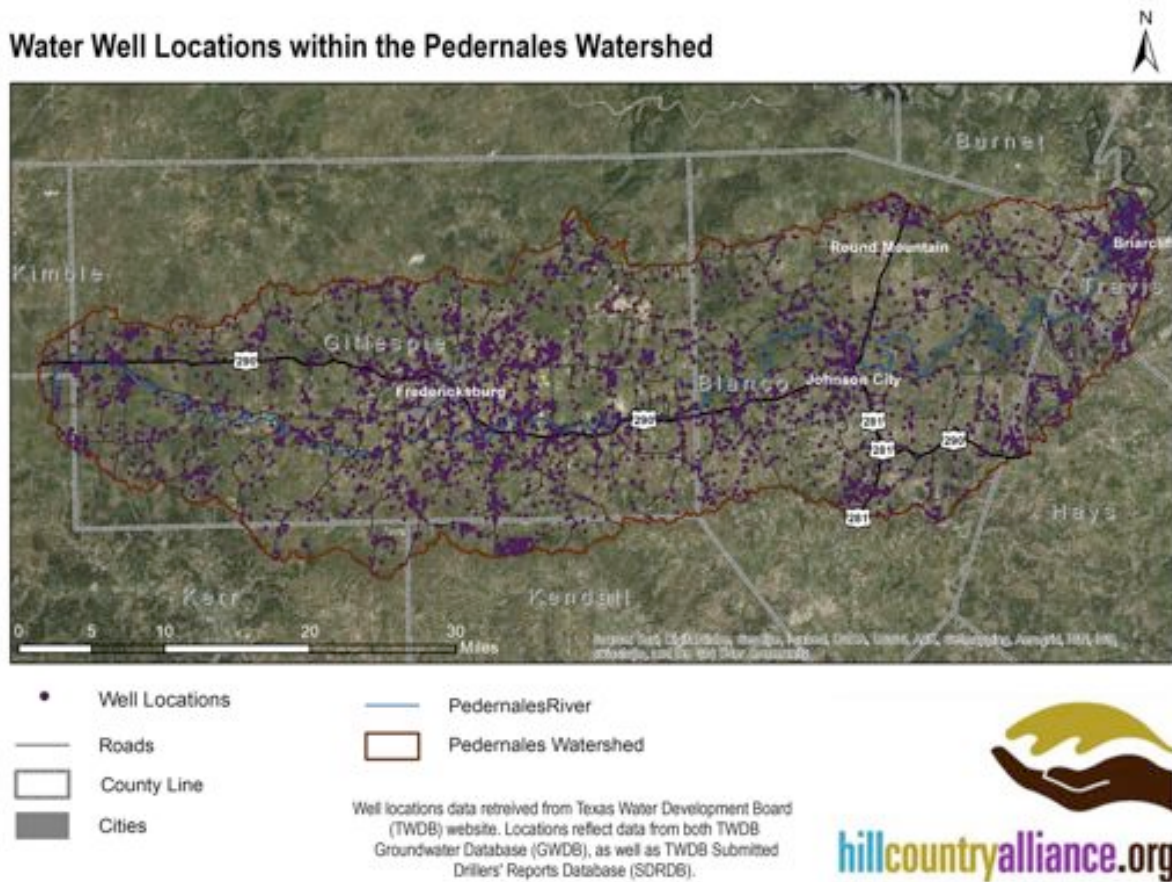 N
Water Well Locations within the Pedernales Watershed
Burnet
Round Mountain
Kimble
Travis
Gillespie
290
Fredericksburg
Blanco
Johnson City
290
281
281
290
281
Hays
Kerr
Kendall
0 5 10 20 30
Miles
Well Locations
Roads
County Line
Cities
PedernalesRiver
Pedernales Watershed
Well locations data retreived from Texas Water Development Board
(TWDB) website. Locations reflect data from both TWDB
Groundwater Database (GWDB), as well as TWDB Submitted
Drillers' Reports Database (SDRDB).
hillcountryalliance.org